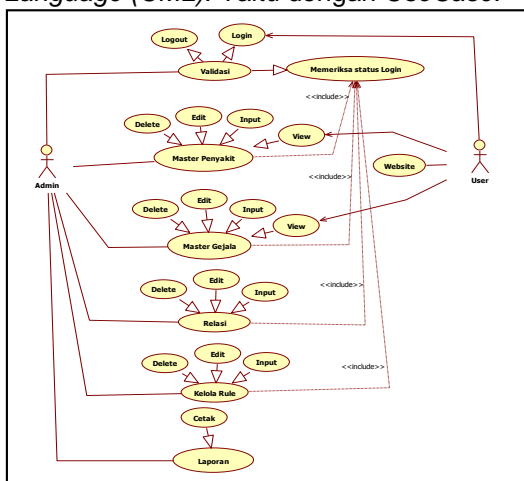 Language (UML). Yaitu dengan UseCase.
Logout
Login
Validasi
Memeriksa status Login
<<include>>
Delete
Edit
Input
View
Master Penyakit
<<include>>
Website
Admin
User
Delete
Edit
Input
View
Master Gejala
<<include>>
Delete
Edit
Input
Relasi
<<include>>
Delete
Edit
Input
Kelola Rule
Cetak
Laporan